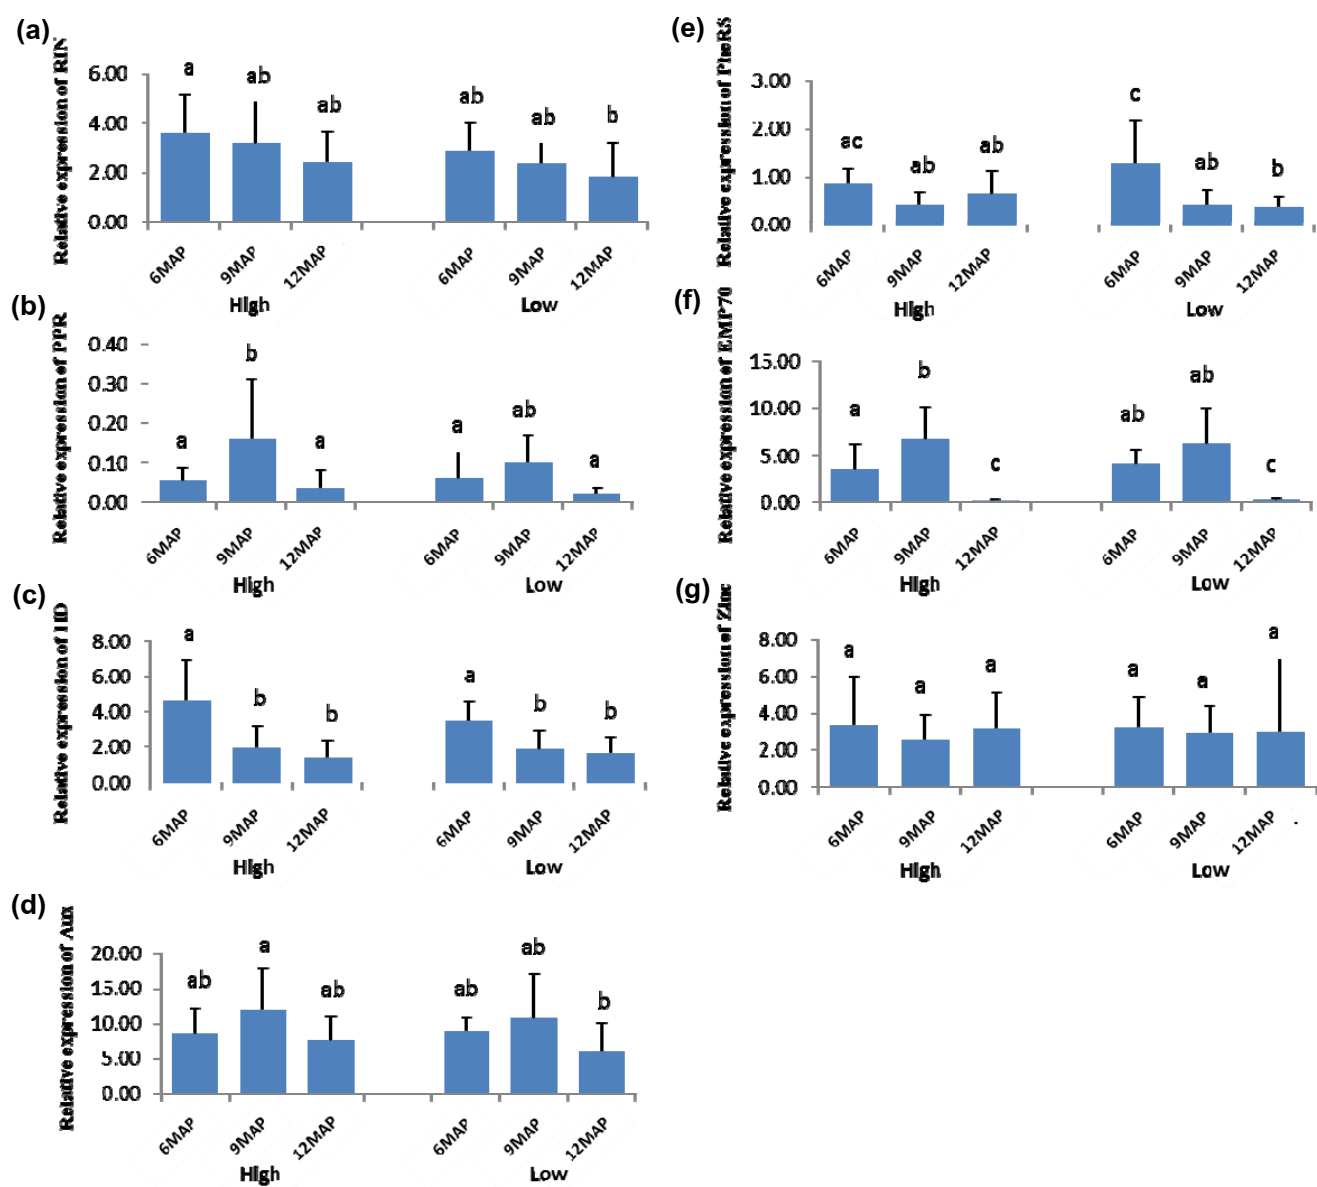 (a)
Relative expression of RIN
6.00
4.00
2.00
0.00
a
ab
ab
ab
ab
b
6MAP
9MAP
12MAP
6MAP
9MAP
12MAP
High
Low
(b)
Relative expression of PPR
0.40
0.30
0.20
0.10
0.00
a
b
a
a
ab
a
6MAP
9MAP
12MAP
6MAP
9MAP
12MAP
High
Low
(c)
Relative expression of HD
8.00
6.00
4.00
2.00
0.00
a
b
b
a
b
b
6MAP
9MAP
12MAP
6MAP
9MAP
12MAP
High
Low
(d)
Relative expression of Aux
20.00
15.00
10.00
5.00
0.00
ab
a
ab
ab
ab
b
6MAP
9MAP
12MAP
6MAP
9MAP
12MAP
High
Low
(e)
Relative expression of PheRS
3.00
2.00
1.00
0.00
ac
ab
ab
c
ab
b
6MAP
9MAP
12MAP
6MAP
9MAP
12MAP
High
Low
(f)
Relative expression of EMP70
15.00
10.00
5.00
0.00
a
b
c
ab
ab
c
6MAP
9MAP
12MAP
6MAP
9MAP
12MAP
High
Low
(g)
Relative expression of Zinc
8.00
6.00
4.00
2.00
0.00
a
a
a
a
a
a
6MAP
9MAP
12MAP
6MAP
9MAP
12MAP
High
Low